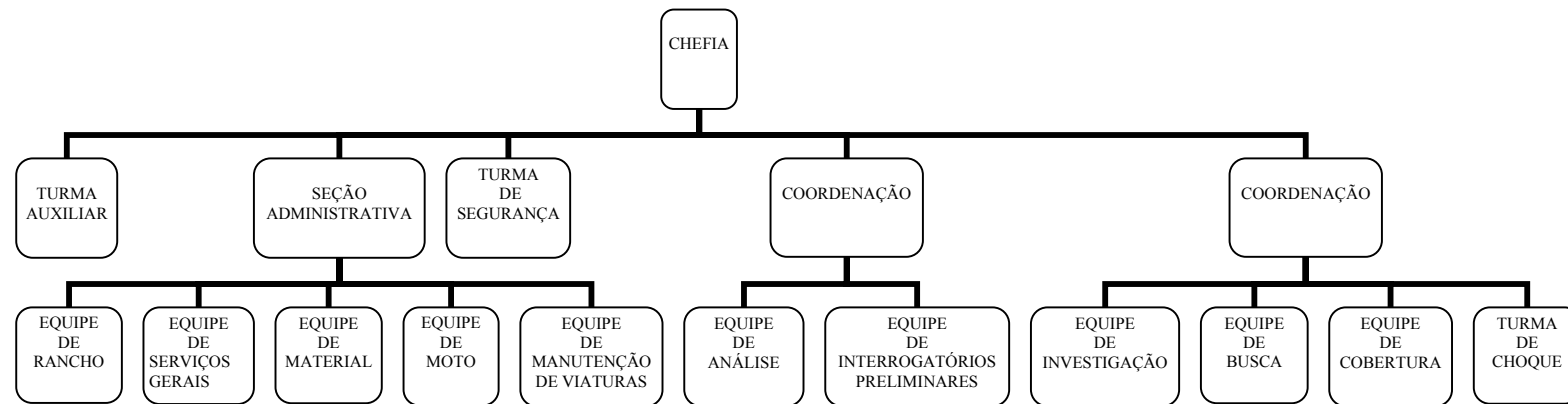 CHEFIA
TURMA
AUXILIAR
SEÇÃO
ADMINISTRATIVA
TURMA
DE
SEGURANÇA
COORDENAÇÃO
COORDENAÇÃO
EQUIPE
DE
RANCHO
EQUIPE
DE
SERVIÇOS
GERAIS
EQUIPE
DE
MATERIAL
EQUIPE
DE
MOTO
EQUIPE
DE
MANUTENÇÃO
DE VIATURAS
EQUIPE
DE
ANÁLISE
EQUIPE
DE
INTERROGATÓRIOS
PRELIMINARES
EQUIPE
DE
INVESTIGAÇÃO
EQUIPE
DE
BUSCA
EQUIPE
DE
COBERTURA
TURMA
DE
CHOQUE